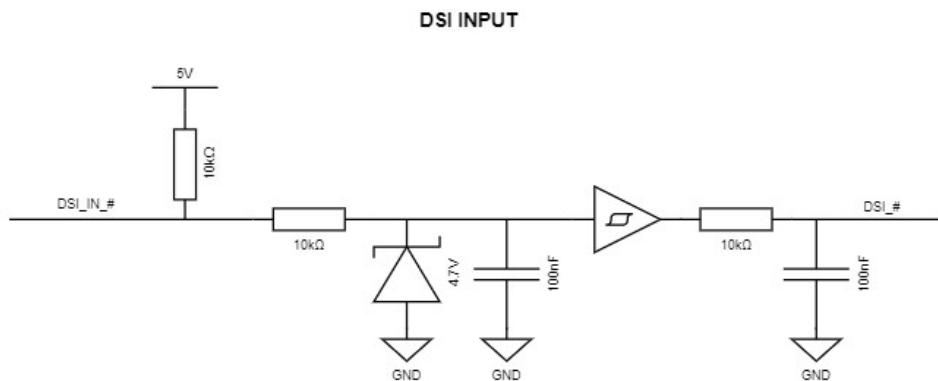 DSI INPUT
5V
10kΩ
DSI_IN_#
10kΩ
4.7V
100nF
10kΩ
DSI_#
100nF
GND
GND
GND